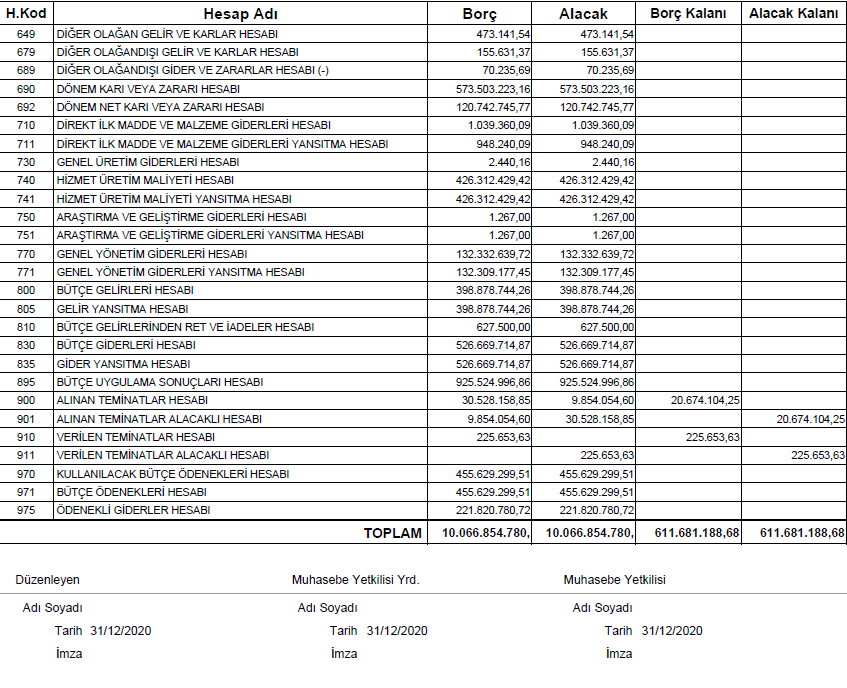 H.Kod Hesap Adı Borç Alacak Borç Kalanı Alacak Kalanı
649 DİĞER OLAĞAN GELİR VE KARLAR HESABI 473.141,54 473.141,54
679 DİĞER OLAĞANDIŞI GELİR VE KARLAR HESABI 155.631,37 155.631,37
689 DİĞER OLAĞANDIŞI GİDER VE ZARARLAR HESABI (-) 70.235,69 70.235,69
690 DÖNEM KARI VEYA ZARARI HESABI 573.503.223,16 573.503.223,16
692 DÖNEM NET KARI VEYA ZARARI HESABI 120.742.745,77 120.742.745,77
710 DİREKT İLK MADDE VE MALZEME GİDERLERİ HESABI 1.039.360,09 1.039.360,09
711 DİREKT İLK MADDE VE MALZEME GİDERLERİ YANSITMA HESABI 948.240,09 948.240,09
730 GENEL ÜRETİM GİDERLERİ HESABI 2.440,16 2.440,16
740 HİZMET ÜRETİM MALİYETİ HESABI 426.312.429,42 426.312.429,42
741 HİZMET ÜRETİM MALİYETİ YANSITMA HESABI 426.312.429,42 426.312.429,42
750 ARAŞTIRMA VE GELİŞTİRME GİDERLERİ HESABI 1.267,00 1.267,00
751 ARAŞTIRMA VE GELİŞTİRME GİDERLERİ YANSITMA HESABI 1.267,00 1.267,00
770 GENEL YÖNETİM GİDERLERİ HESABI 132.332.639,72 132.332.639,72
771 GENEL YÖNETİM GİDERLERİ YANSITMA HESABI 132.309.177,45 132.309.177,45
800 BÜTÇE GELİRLERİ HESABI 398.878.744,26 398.878.744,26
805 GELİR YANSITMA HESABI 398.878.744,26 398.878.744,26
810 BÜTÇE GELİRLERİNDEN RET VE İADELER HESABI 627.500,00 627.500,00
830 BÜTÇE GİDERLERİ HESABI 526.669.714,87 526.669.714,87
835 GİDER YANSITMA HESABI 526.669.714,87 526.669.714,87
895 BÜTÇE UYGULAMA SONUÇLARI HESABI 925.524.996,86 925.524.996,86
900 ALINAN TEMİNATLAR HESABI 30.528.158,85 9.854.054,60 20.674.104,25
901 ALINAN TEMİNATLAR ALACAKLI HESABI 9.854.054,60 30.528.158,85 20.674.104,25
910 VERİLEN TEMİNATLAR HESABI 225.653,63 225.653,63
911 VERİLEN TEMİNATLAR ALACAKLI HESABI 225.653,63 225.653,63
970 KULLANILACAK BÜTÇE ÖDENEKLERİ HESABI 455.629.299,51 455.629.299,51
971 BÜTÇE ÖDENEKLERİ HESABI 455.629.299,51 455.629.299,51
975 ÖDENEKLİ GİDERLER HESABI 221.820.780,72 221.820.780,72
TOPLAM 10.066.854.780, 10.066.854.780, 611.681.188,68 611.681.188,68
Düzenleyen Muhasebe Yetkilisi Yrd. Muhasebe Yetkilisi
Adı Soyadı Adı Soyadı Adı Soyadı
Tarih 31/12/2020 Tarih 31/12/2020 Tarih 31/12/2020
İmza İmza İmza